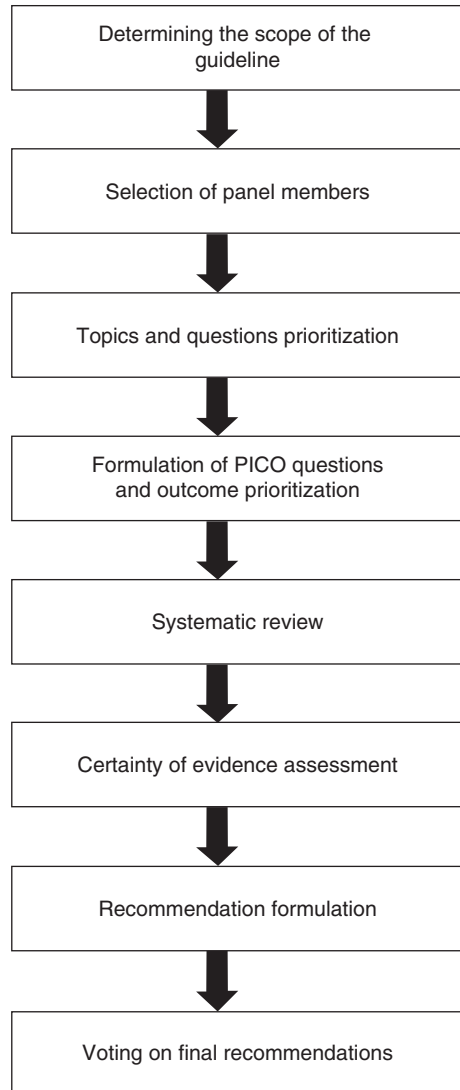 Determining the scope of the
guideline
Selection of panel members
Topics and questions prioritization
Formulation of PICO questions
and outcome prioritization
Systematic review
Certainty of evidence assessment
Recommendation formulation
Voting on final recommendations